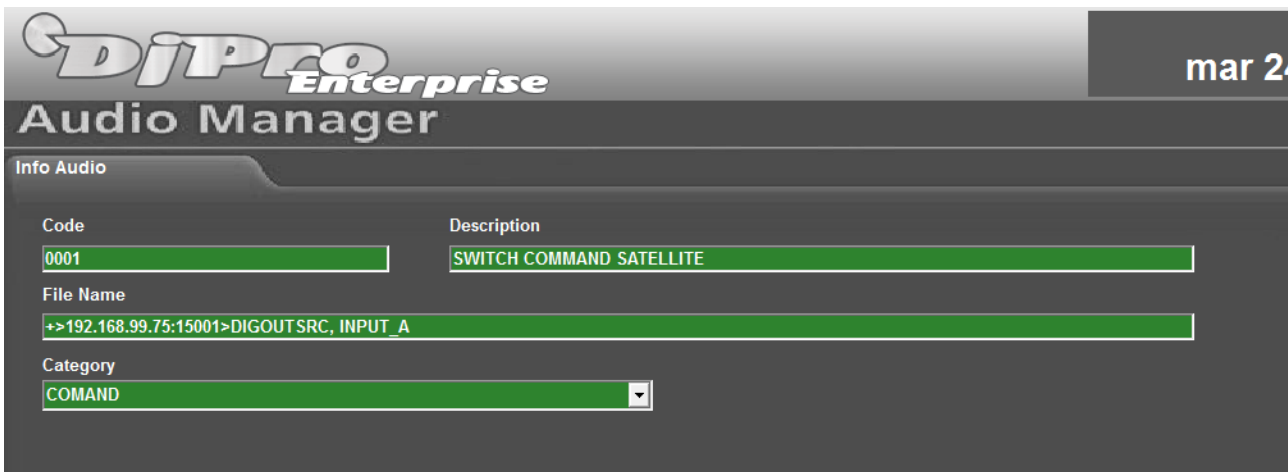 DjPro
Enterprise
mar 24
Audio Manager
Info Audio
Code Description
0001 SWITCH COMMAND SATELLITE
File Name
+>192.168.99.75:15001>DIGOUTSRC, INPUT_A
Category
COMAND